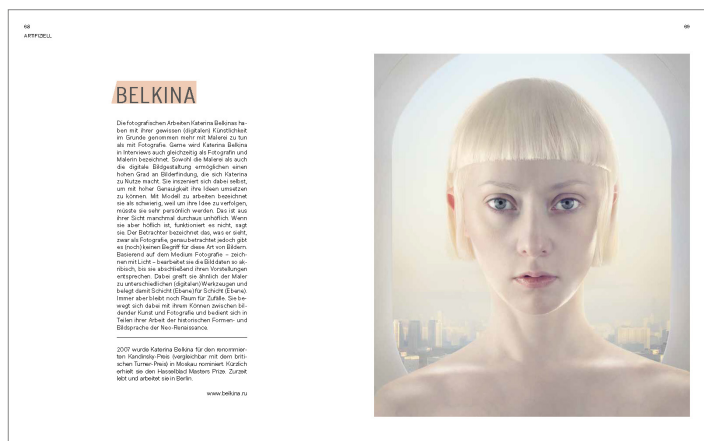 68
ARTIFIZELL
69
BELKINA
Die fotografischen Arbeiten Katerina Belkinas ha-
ben mit ihrer gewissen (digitalen) Künstlichkeit
im Grunde genommen mehr mit Malerei zu tun
als mit Fotografie. Gerne wird Katerina Belkina
in Interviews auch gleichzeitig als Fotografin und
Malerin bezeichnet. Sowohl die Malerei als auch
die digitale Bildgestaltung ermöglichen einen
hohen Grad an Bilderfindung, die sich Katerina
zu Nutze macht. Sie inszeniert sich dabei selbst,
um mit hoher Genauigkeit ihre Ideen umsetzen
zu können. Mit Modell zu arbeiten bezeichnet
sie als schwierig, weil um ihre Idee zu verfolgen,
müsste sie sehr persönlich werden. Das ist aus
ihrer Sicht manchmal durchaus unhöflich. Wenn
sie aber höflich ist, funktioniert es nicht, sagt
sie. Der Betrachter bezeichnet das, was er sieht,
zwar als Fotografie, genau betrachtet jedoch gibt
es (noch) keinen Begriff für diese Art von Bildern.
Basierend auf dem Medium Fotografie – zeich-
nen mit Licht – bearbeitet sie die Bilddaten so ak-
ribisch, bis sie abschließend ihren Vorstellungen
entsprechen. Dabei greift sie ähnlich der Maler
zu unterschiedlichen (digitalen) Werkzeugen und
belegt damit Schicht (Ebene) für Schicht (Ebene).
Immer aber bleibt noch Raum für Zufälle. Sie be-
wegt sich dabei mit ihrem Können zwischen bil-
dender Kunst und Fotografie und bedient sich in
Teilen ihrer Arbeit der historischen Formen- und
Bildsprache der Neo-Renaissance.
2007 wurde Katerina Belkina für den renommier-
ten Kandinsky-Preis (vergleichbar mit dem briti-
schen Turner-Preis) in Moskau nominiert. Kürzlich
erhielt sie den Hasselblad Masters Prize. Zurzeit
lebt und arbeitet sie in Berlin.
www.belkina.ru